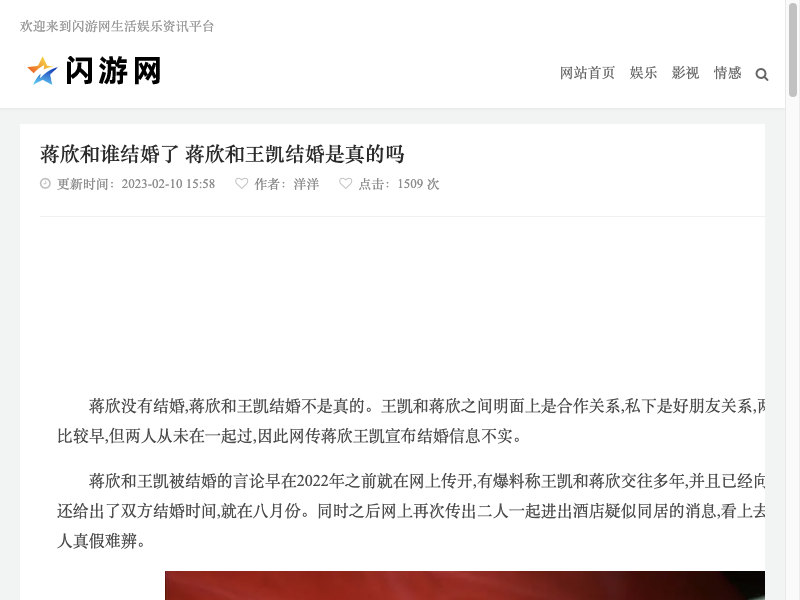 欢迎来到闪游网生活娱乐资讯平台
闪游网
网站首页 娱乐 影视 情感
蒋欣和谁结婚了 蒋欣和王凯结婚是真的吗
更新时间：2023-02-10 15:58 作者：洋洋 点击：1509 次
蒋欣没有结婚,蒋欣和王凯结婚不是真的。王凯和蒋欣之间明面上是合作关系,私下是好朋友关系,
比较早,但两人从未在一起过,因此网传蒋欣王凯宣布结婚信息不实。
蒋欣和王凯被结婚的言论早在2022年之前就在网上传开,有爆料称王凯和蒋欣交往多年,并且已经向
还给出了双方结婚时间,就在八月份。同时之后网上再次传出二人一起进出酒店疑似同居的消息,看上去
人真假难辨。